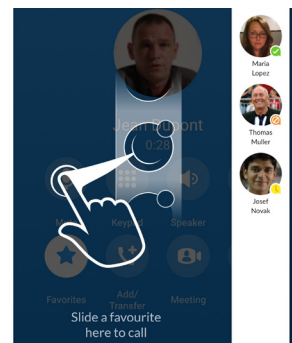 Maria
Lopez
Jean Dupont
0:28
Thomas
Muller
Keypad Speaker
Josef
Novak
Favorites Add/ Meeting
Transfer
Slide a favourite
here to call